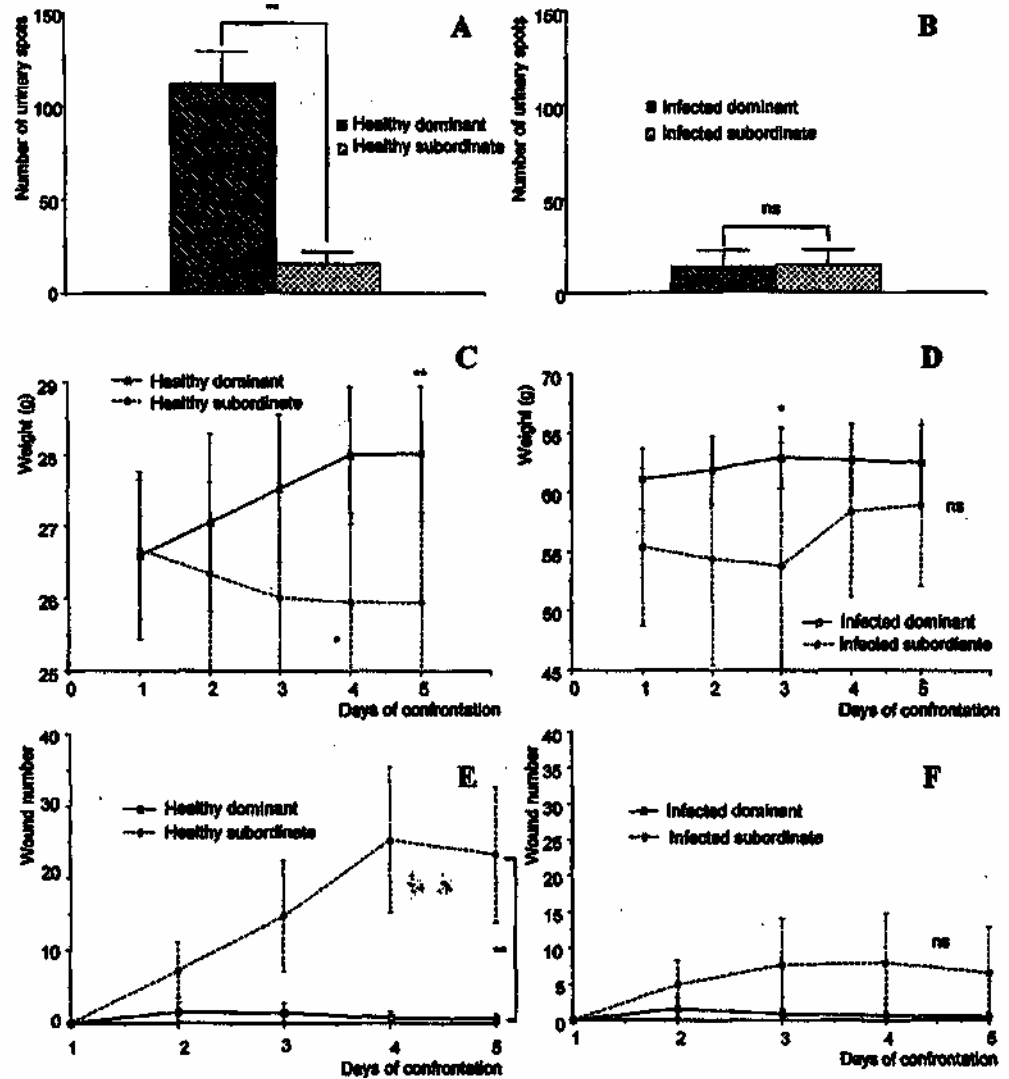 A
Number of urinary spots
150
100
50
0
**
Healthy dominant
Healthy subordinate
B
Number of urinary spots
150
100
50
0
ns
Infected dominant
Infected subordinate
C
Weight (g)
29
28
27
26
25
Healthy dominant
Healthy subordinate
**
*
0 1 2 3 4 5
Days of confrontation
D
Weight (g)
70
65
60
55
50
45
*
ns
Infected dominant
Infected subordiante
0 1 2 3 4 5
Days of confrontation
E
Wound number
40
30
20
10
0
Healthy dominant
Healthy subordinate
**
1 2 3 4 5
Days of confrontation
F
Wound number
40
35
30
25
20
15
10
5
0
Infected dominant
Infected subordinate
ns
1 2 3 4 5
Days of confrontation